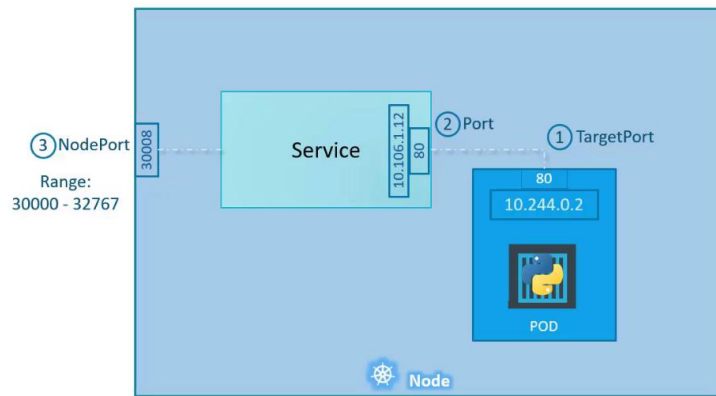 ③ NodePort
Range:
30000 - 32767
30008
Service
10.106.1.12
80
② Port
① TargetPort
80
10.244.0.2
POD
Node